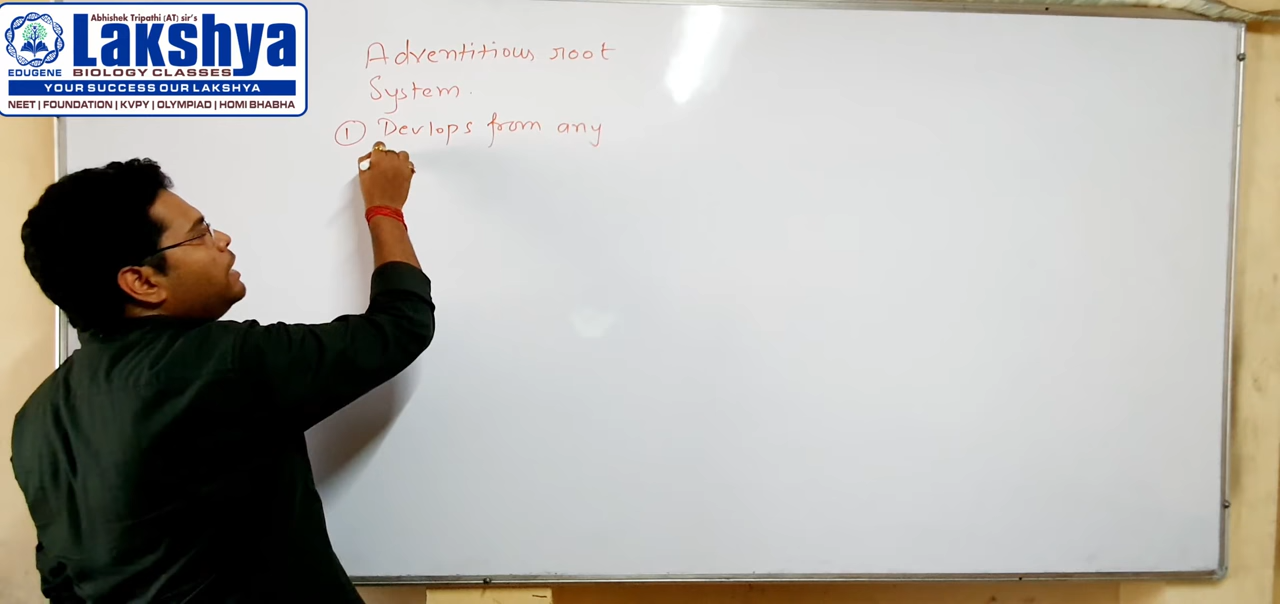 Abhishek Tripathi (AT) sir's
Lakshya
EDUGENE BIOLOGY CLASSES
YOUR SUCCESS OUR LAKSHYA
NEET | FOUNDATION | KVPY | OLYMPIAD | HOMI BHABHA
Adventitious root
System.
① Devlops from any